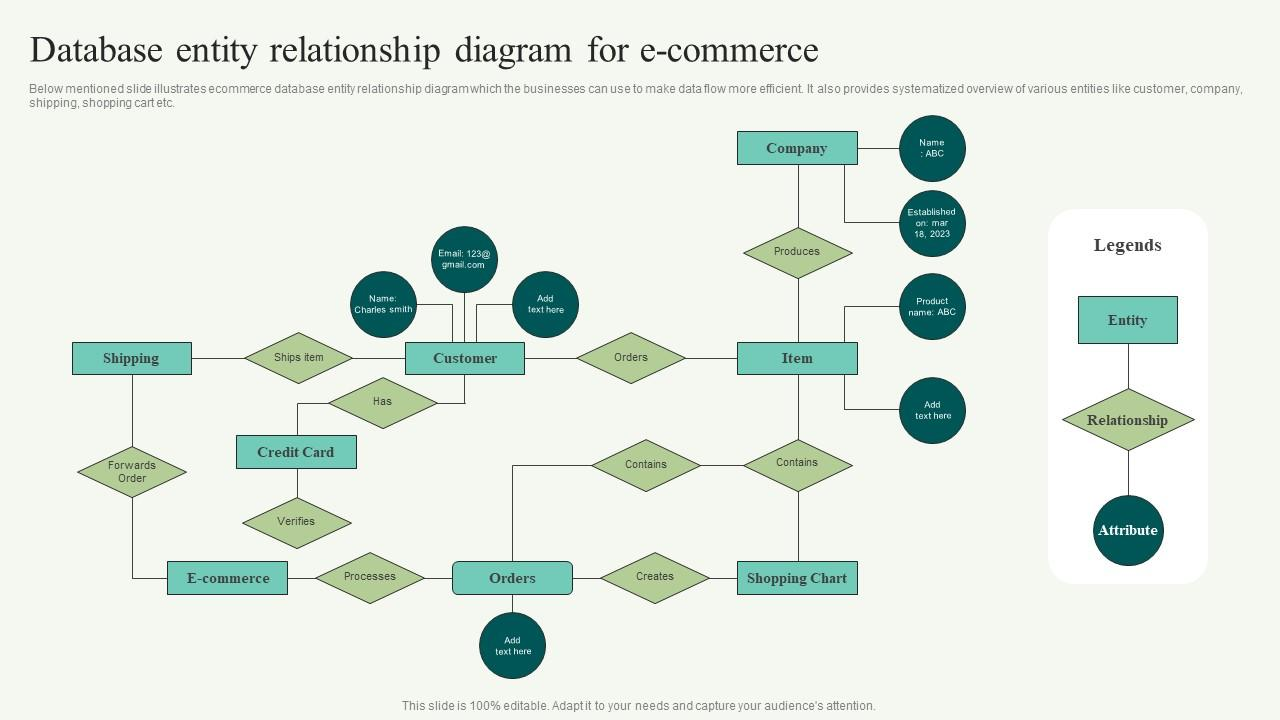 Database entity relationship diagram for e-commerce
Below mentioned slide illustrates ecommerce database entity relationship diagram which the businesses can use to make data flow more efficient. It also provides systematized overview of various entities like customer, company,
shipping, shopping cart etc.
Company
Name
: ABC
Established
on: mar
18, 2023
Produces
Legends
Email: 123@
gmail.com
Name:
Charles smith
Add
text here
Product
name: ABC
Entity
Shipping
Ships item
Customer
Orders
Item
Has
Add
text here
Relationship
Credit Card
Forwards
Order
Contains
Contains
Verifies
Attribute
E-commerce
Processes
Orders
Creates
Shopping Chart
Add
text here
This slide is 100% editable. Adapt it to your needs and capture your audience's attention.